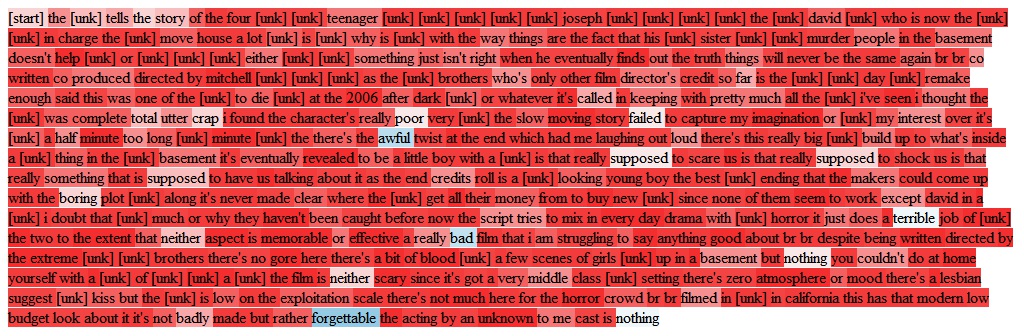 [start] the [unk] tells the story of the four [unk] [unk] teenager [unk] [unk] [unk] [unk] [unk] joseph [unk] [unk] [unk] [unk] the [unk] david [unk] who is now the [unk]
[unk] in charge the [unk] move house a lot [unk] is [unk] why is [unk] with the way things are the fact that his [unk] sister [unk] [unk] murder people in the basement
doesn't help [unk] or [unk] [unk] [unk] either [unk] [unk] something just isn't right when he eventually finds out the truth things will never be the same again br br co
written co produced directed by mitchell [unk] [unk] [unk] as the [unk] brothers who's only other film director's credit so far is the [unk] [unk] day [unk] remake
enough said this was one of the [unk] to die [unk] at the 2006 after dark [unk] or whatever it's called in keeping with pretty much all the [unk] i've seen i thought the
[unk] was complete total utter crap i found the character's really poor very [unk] the slow moving story failed to capture my imagination or [unk] my interest over it's
[unk] a half minute too long [unk] minute [unk] the there's the awful twist at the end which had me laughing out loud there's this really big [unk] build up to what's inside
a [unk] thing in the [unk] basement it's eventually revealed to be a little boy with a [unk] is that really supposed to scare us is that really supposed to shock us is that
really something that is supposed to have us talking about it as the end credits roll is a [unk] looking young boy the best [unk] ending that the makers could come up
with the boring plot [unk] along it's never made clear where the [unk] get all their money from to buy new [unk] since none of them seem to work except david in a
[unk] i doubt that [unk] much or why they haven't been caught before now the script tries to mix in every day drama with [unk] horror it just does a terrible job of [unk]
the two to the extent that neither aspect is memorable or effective a really bad film that i am struggling to say anything good about br br despite being written directed by
the extreme [unk] [unk] brothers there's no gore here there's a bit of blood [unk] a few scenes of girls [unk] up in a basement but nothing you couldn't do at home
yourself with a [unk] of [unk] [unk] a [unk] the film is neither scary since it's got a very middle class [unk] setting there's zero atmosphere or mood there's a lesbian
suggest [unk] kiss but the [unk] is low on the exploitation scale there's not much here for the horror crowd br br filmed in [unk] in california this has that modern low
budget look about it it's not badly made but rather forgettable the acting by an unknown to me cast is nothing